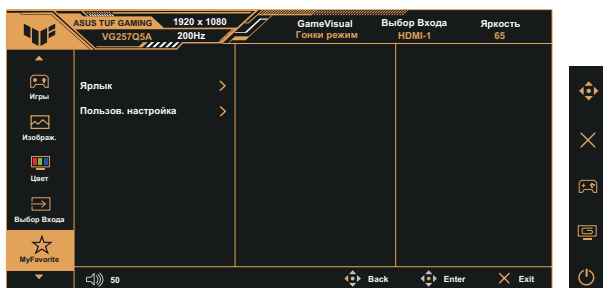 ASUS TUF GAMING 1920 x 1080 GameVisual Выбор Входа Яркость
VG257Q5A 200Hz Гонки режим HDMI-1 65
Игры
Изображ.
Цвет
Выбор Входа
MyFavorite
Ярлык
Пользов. настройка
50 Back Enter Exit